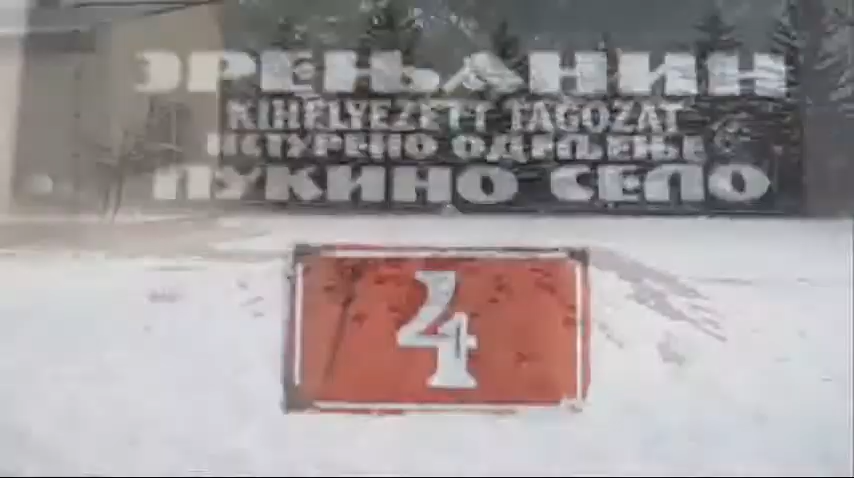 ЗРЕЊАНИН
KIHELYEZETT TAGOZAT
ИСТУРЕНО ОДЕЉЕЊЕ
ЛУКИНО СЕЛО
4